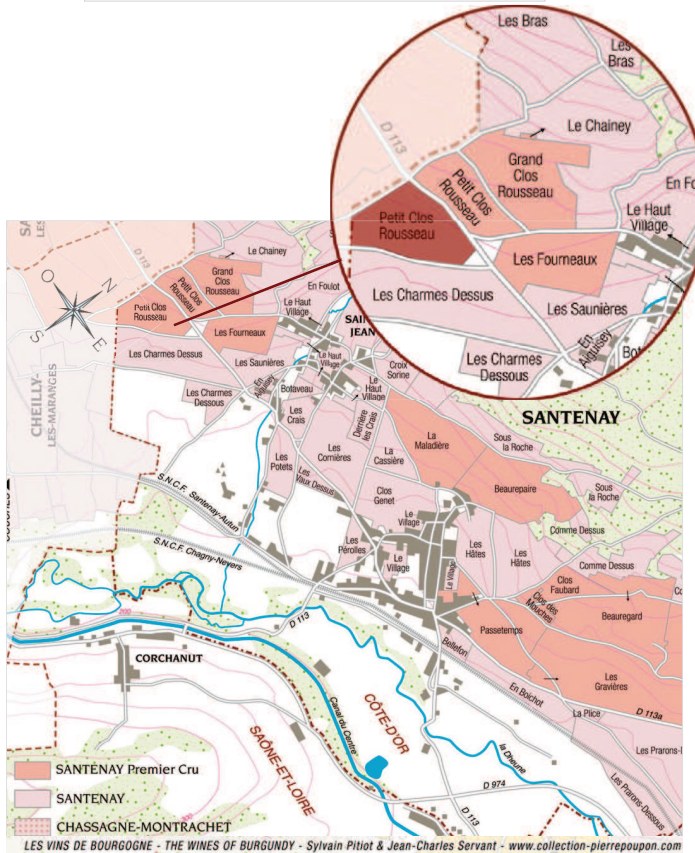 Les Bras
Les
Bras
D 113
Le Chainey
Grand
Clos
Rousseau
Petit Clos
Rousseau
Petit Clos
Rousseau
Le Haut
Village
Les Fourneaux
Les Charmes Dessus
Les Saunières
En
Aiguisey
Les Charmes
Dessous
D 113
Le Chainey
Grand
Clos
Rousseau
Petit Clos
Rousseau
Petit Clos
Rousseau
En Foulot
Le Haut
Village
O
N
S
E
Les Fourneaux
Les Charmes Dessus
Les Saunières
Le Haut
Village
En
Aiguisey
Botaveau
Les Charmes
Dessous
Croix
Sorine
Le
Haut
Village
SANTENAY
CHEILLY-
LES-MARANGES
Les
Crais
Derrière
les Crais
La
Maladière
Sous
la Roche
Les
Potets
Les
Cornières
La
Cassière
Les
Vaux Dessus
Beaurepaire
Sous
la Roche
S.N.C.F. Santenay-Autun
Clos
Genet
Le
Village
Comme Dessus
S.N.C.F. Chagny-Nevers
Les
Pérolles
Le
Village
Le Village
Les
Hâtes
Les
Hâtes
Comme Dessus
Clos
Faubard
Clos des
Mouches
Beauregard
200
D 113
Passetemps
Bellefon
Les
Gravières
En Boichot
La Plice
D 113a
CORCHANUT
CÔTE-D'OR
Canal du Centre
SAÔNE-ET-LOIRE
la Dheune
Les Prarons-Dessus
D 974
D 113
SANTENAY Premier Cru
SANTENAY
CHASSAGNE-MONTRACHET
LES VINS DE BOURGOGNE - THE WINES OF BURGUNDY - Sylvain Pitiot & Jean-Charles Servant - www.collection-pierrepoupon.com